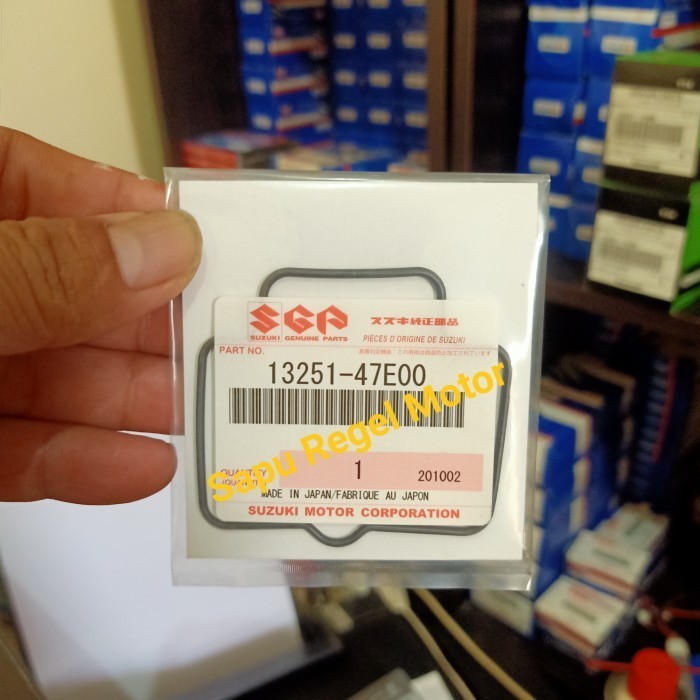 SGP
スズキ純正部品
SUZUKI GENUINE PARTS
PIÈCES D'ORIGINE DE SUZUKI
PART NO.
13251-47E00
Sapu Regel Motor
QUANTITY
1
201002
MADE IN JAPAN/FABRIQUE AU JAPON
SUZUKI MOTOR CORPORATION